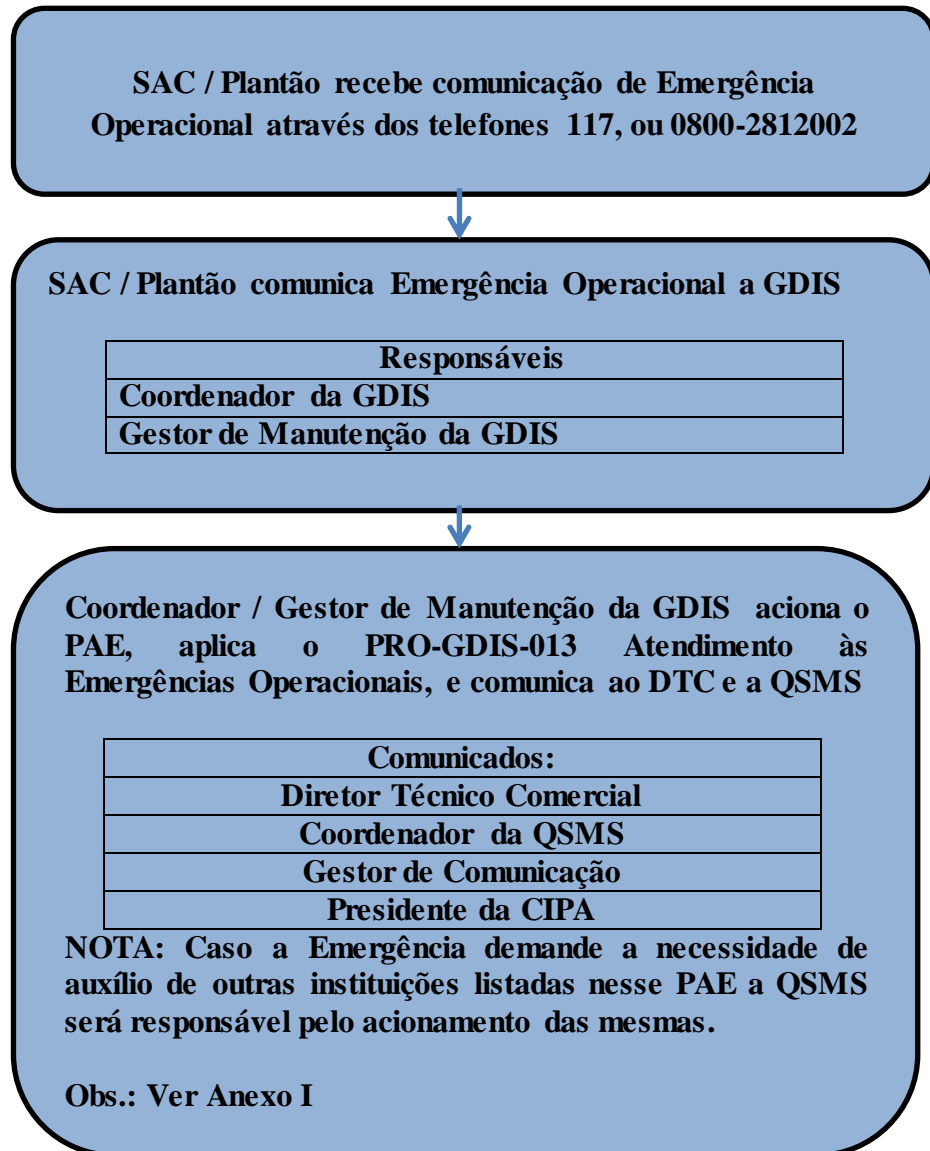 SAC / Plantão recebe comunicação de Emergência
Operacional através dos telefones 117, ou 0800-2812002
SAC / Plantão comunica Emergência Operacional a GDIS
Responsáveis
Coordenador da GDIS
Gestor de Manutenção da GDIS
Coordenador / Gestor de Manutenção da GDIS aciona o
PAE, aplica o PRO-GDIS-013 Atendimento às
Emergências Operacionais, e comunica ao DTC e a QSMS
Comunicados:
Diretor Técnico Comercial
Coordenador da QSMS
Gestor de Comunicação
Presidente da CIPA
NOTA: Caso a Emergência demande a necessidade de
auxílio de outras instituições listadas nesse PAE a QSMS
será responsável pelo acionamento das mesmas.
Obs.: Ver Anexo I